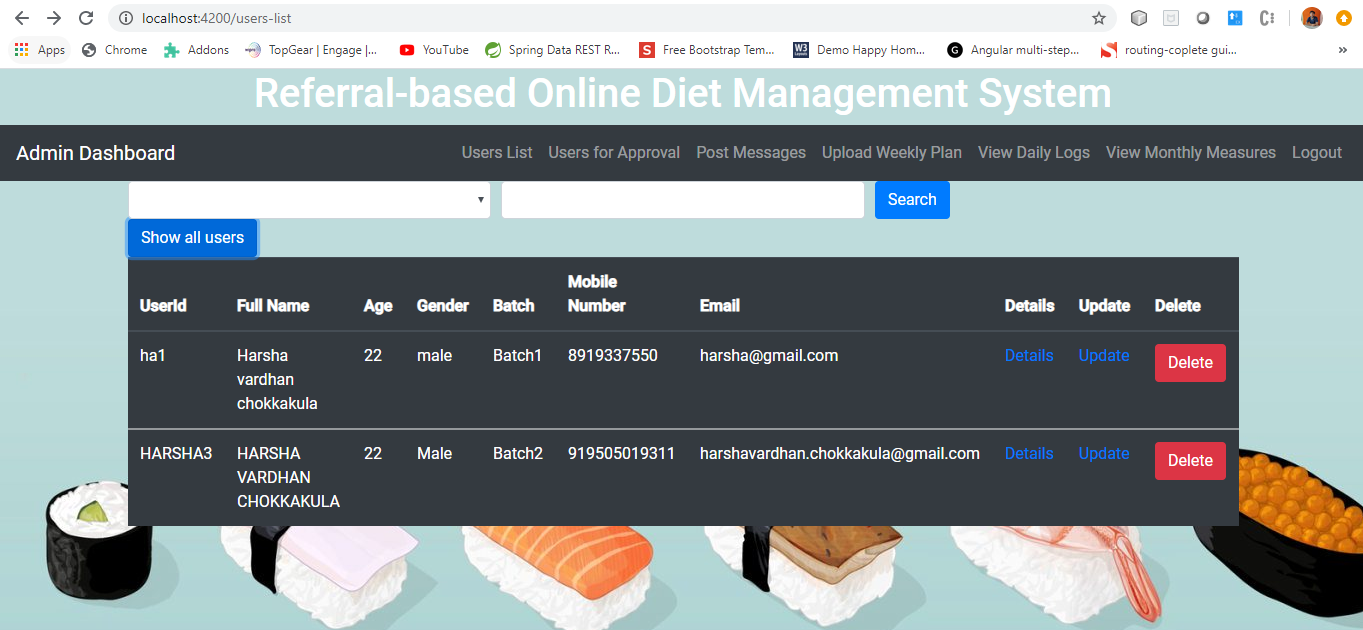 localhost:4200/users-list
Apps Chrome Addons TopGear | Engage |... YouTube Spring Data REST R... Free Bootstrap Tem... W3 Demo Happy Hom... G Angular multi-step... routing-coplete gui... »
Referral-based Online Diet Management System
Admin Dashboard Users List Users for Approval Post Messages Upload Weekly Plan View Daily Logs View Monthly Measures Logout
Search
Show all users
UserId Full Name Age Gender Batch Mobile Number Email Details Update Delete
ha1 Harsha vardhan chokkakula 22 male Batch1 8919337550 harsha@gmail.com Details Update Delete
HARSHA3 HARSHA VARDHAN CHOKKAKULA 22 Male Batch2 919505019311 harshavardhan.chokkakula@gmail.com Details Update Delete